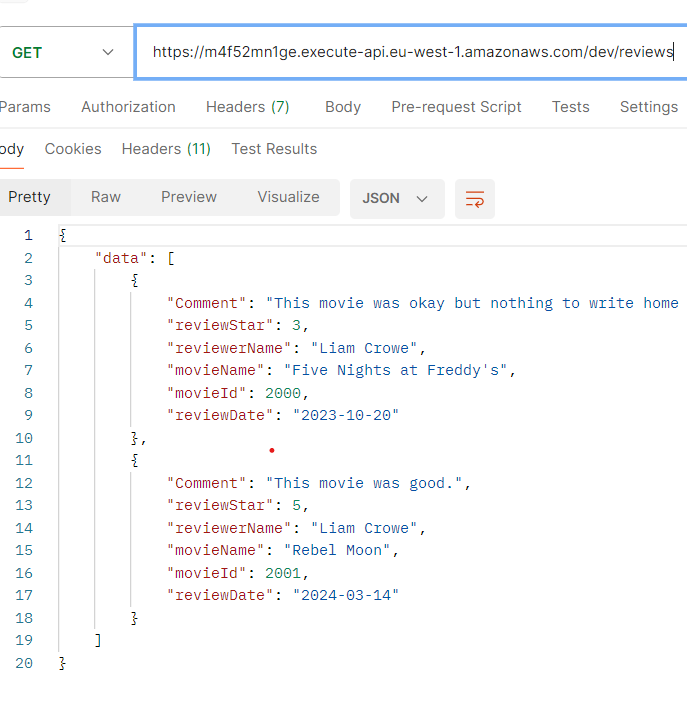 GET https://m4f52mn1ge.execute-api.eu-west-1.amazonaws.com/dev/reviews
Params Authorization Headers (7) Body Pre-request Script Tests Settings
ody Cookies Headers (11) Test Results
Pretty Raw Preview Visualize JSON
1 {
2 "data": [
3 {
4 "Comment": "This movie was okay but nothing to write home
5 "reviewStar": 3,
6 "reviewerName": "Liam Crowe",
7 "movieName": "Five Nights at Freddy's",
8 "movieId": 2000,
9 "reviewDate": "2023-10-20"
10 },
11 {
12 "Comment": "This movie was good.",
13 "reviewStar": 5,
14 "reviewerName": "Liam Crowe",
15 "movieName": "Rebel Moon",
16 "movieId": 2001,
17 "reviewDate": "2024-03-14"
18 }
19 ]
20 }